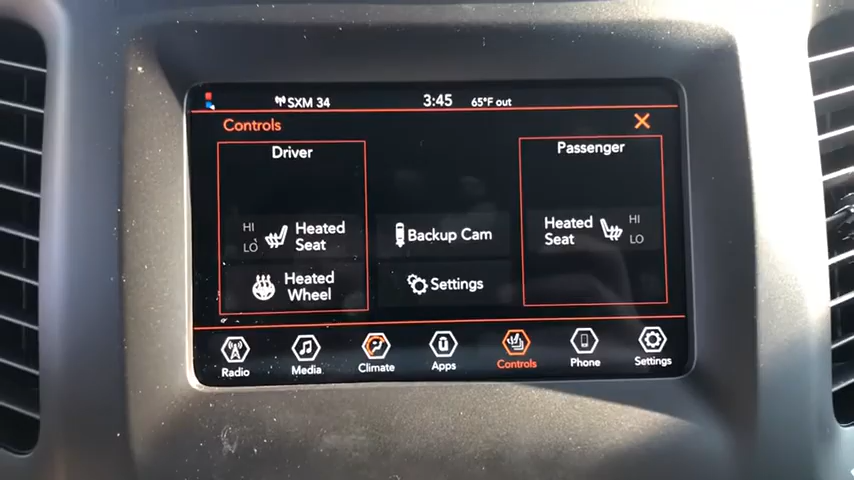 SXM 34 3:45 65°F out
Controls X
Driver
Passenger
HI
LO
Heated
Seat
Heated
Wheel
Backup Cam
Settings
Heated
Seat
HI
LO
Radio Media Climate Apps Controls Phone Settings